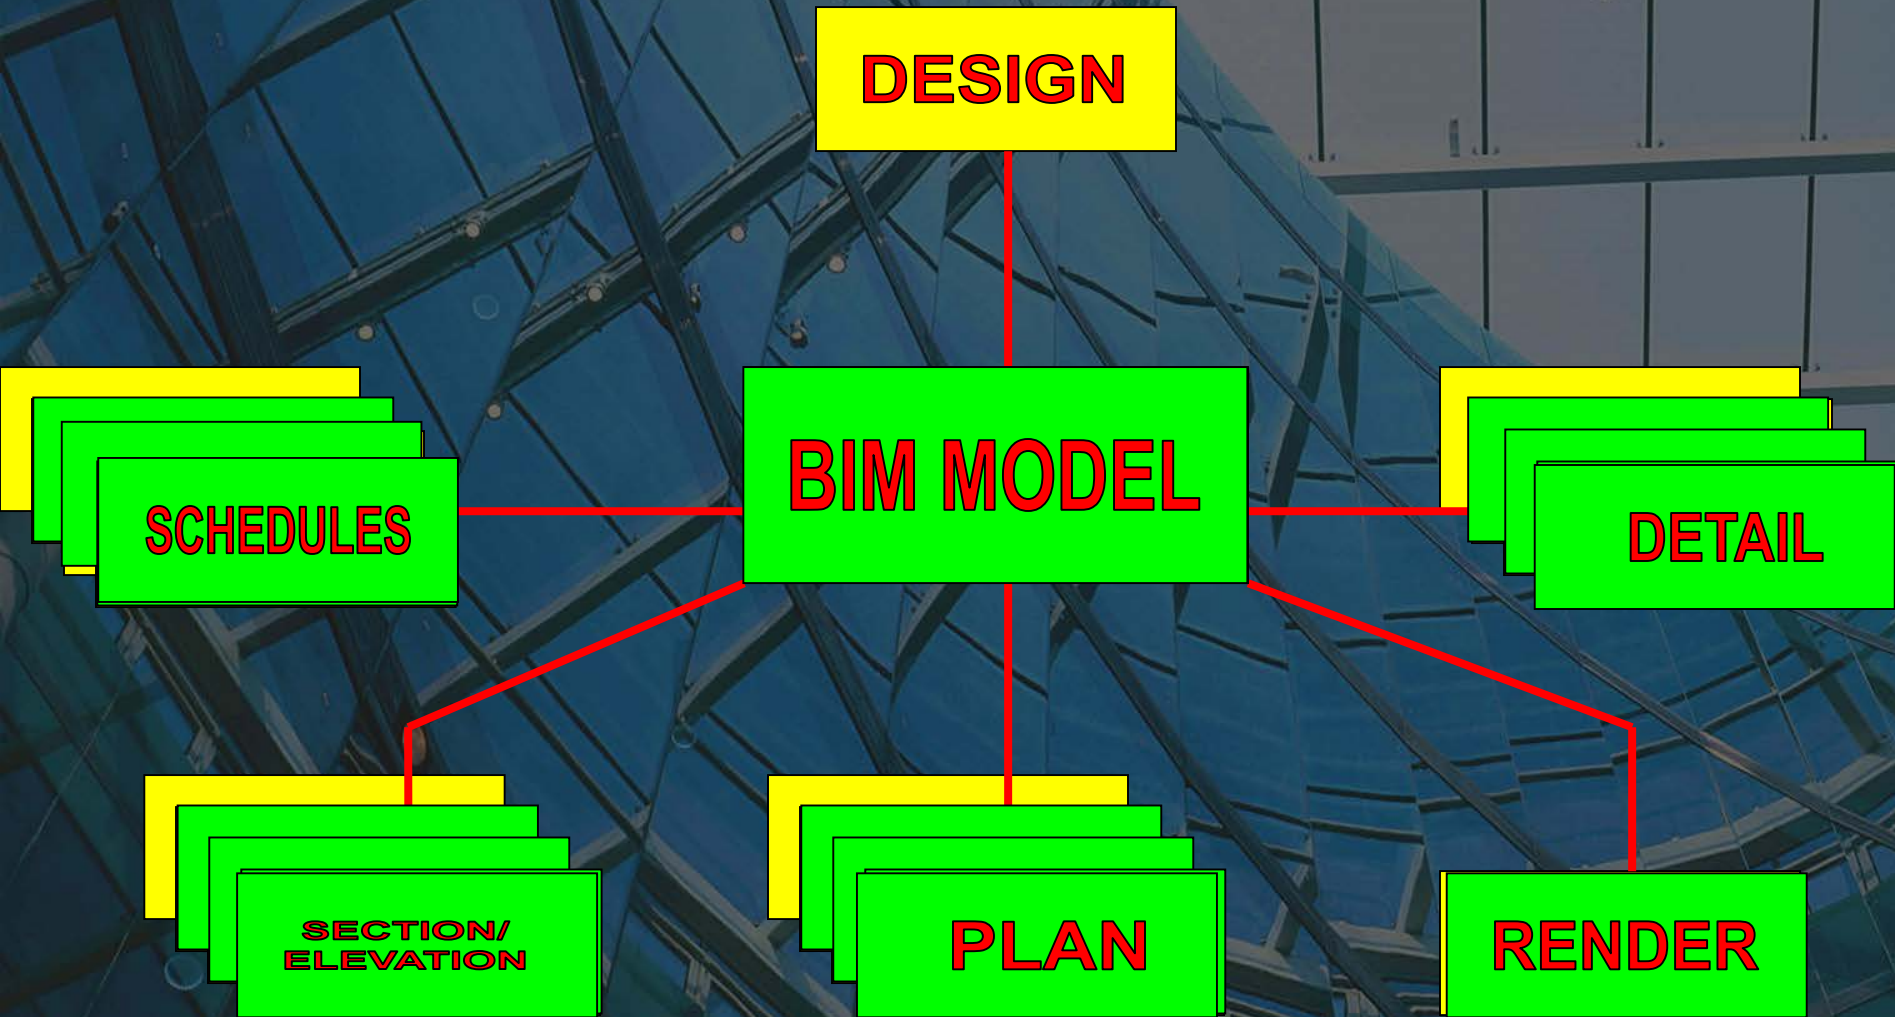 DESIGN
BIM MODEL
SCHEDULES
DETAIL
SECTION/
ELEVATION
PLAN
RENDER